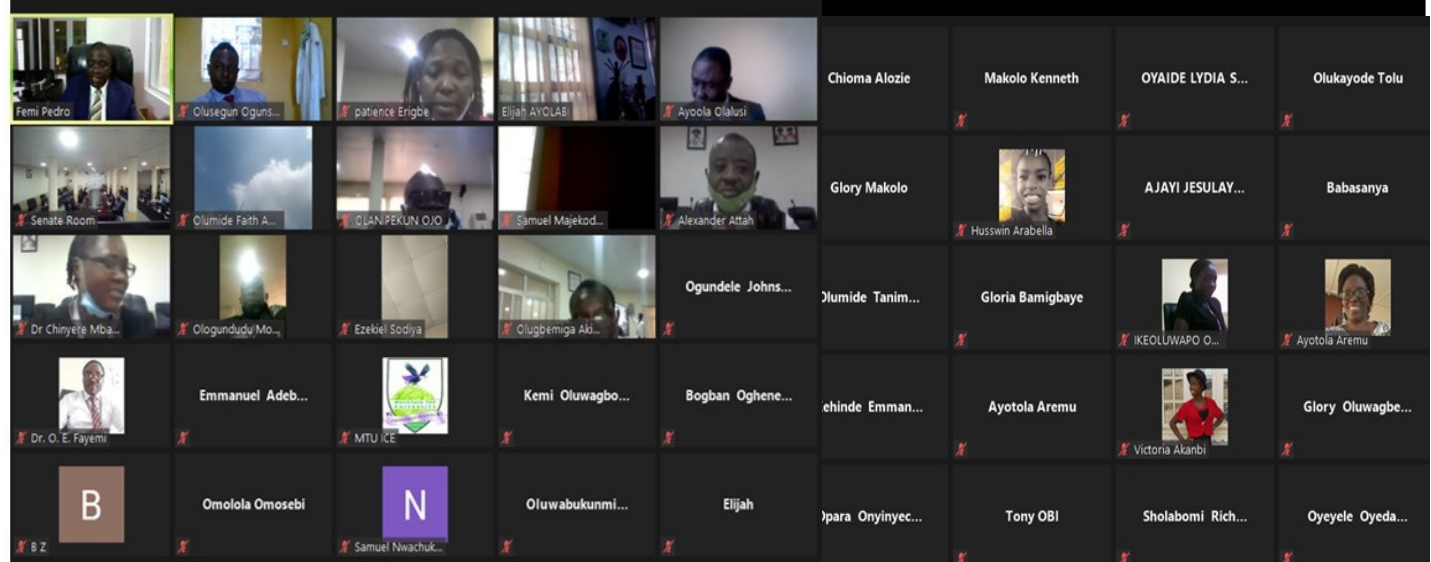 Femi Pedro
Olusegun Oguns...
patience Erigbe
Elijah AYOLAB
Ayoola Olalusi
Senate Room
Olumide Faith A...
OLANIPEKUN OJO
Samuel Majekod...
Alexander Attah
Dr Chinyere Mba...
Ologundudu Mo...
Ezekiel Sodiya
Olugbemiga Aki...
Ogundele Johns...
Dr. O. E. Fayemi
Emmanuel Adeb...
MTU ICE
Kemi Oluwagbo...
Bogban Oghene...
B
B Z
Omolola Omosebi
N
Samuel Nwachuk...
Oluwabukunmi...
Elijah
Chioma Alozie
Makolo Kenneth
OYAIDE LYDIA S...
Olukayode Tolu
Glory Makolo
Husswin Arabella
AJAYI JESULAY...
Babasanya
Olumide Tanim...
Gloria Bamigbaye
IKEOLUWAPO O...
Ayotola Aremu
ehinde Emman...
Ayotola Aremu
Victoria Akanbi
Glory Oluwagbe...
Opara Onyinyec...
Tony OBI
Sholabomi Rich...
Oyeyele Oyeda...